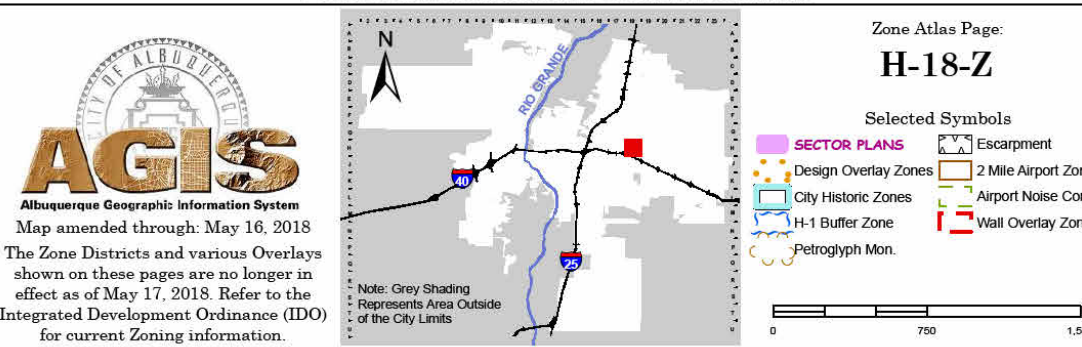 CITY OF ALBUQUERQUE
AGIS
Albuquerque Geographic Information System
Map amended through: May 16, 2018
The Zone Districts and various Overlays
shown on these pages are no longer in
effect as of May 17, 2018. Refer to the
Integrated Development Ordinance (IDO)
for current Zoning information.
N
RIO GRANDE
40
25
Note: Grey Shading
Represents Area Outside
of the City Limits
Zone Atlas Page:
H-18-Z
Selected Symbols
SECTOR PLANS
Design Overlay Zones
City Historic Zones
H-1 Buffer Zone
Petroglyph Mon.
Escarpment
2 Mile Airport Zon
Airport Noise Con
Wall Overlay Zon
0 750 1,5